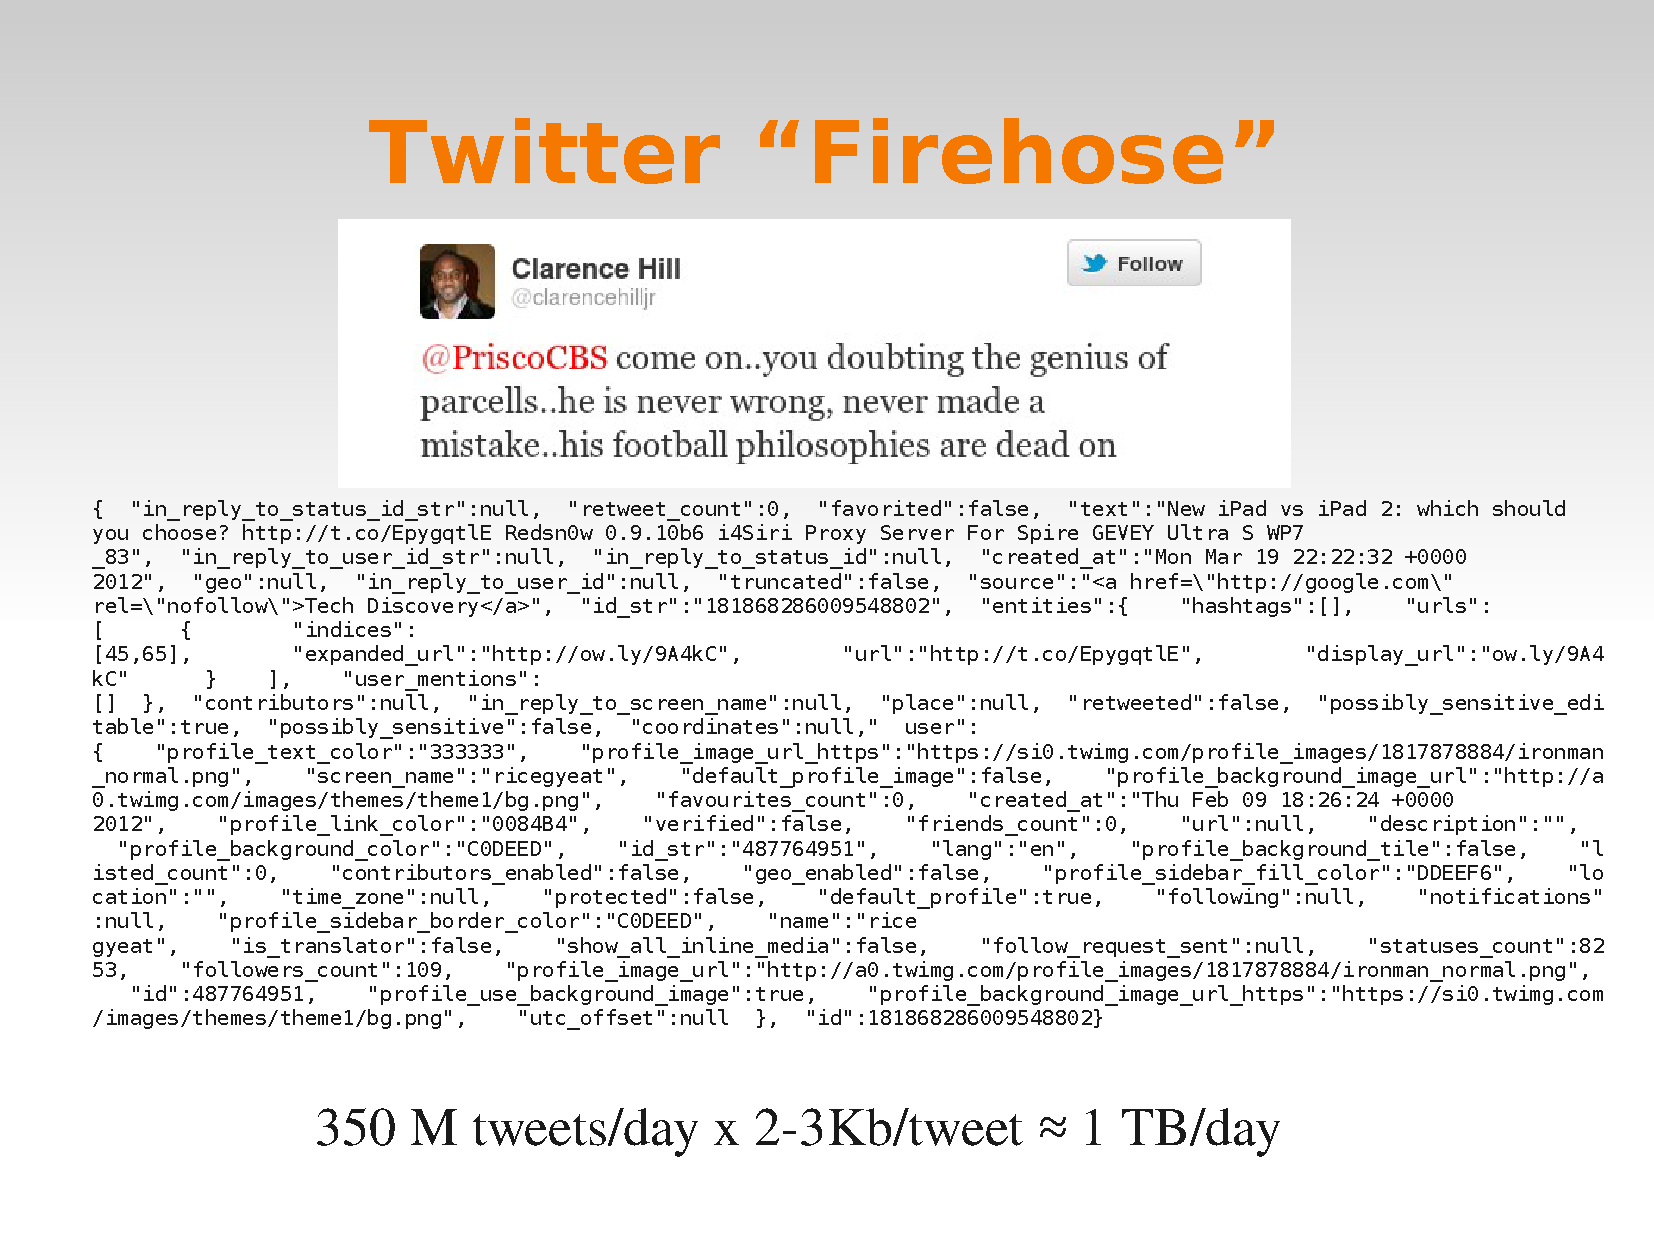 Twitter “Firehose”
Clarence Hill
@clarencehilljr
Follow
@PriscoCBS come on..you doubting the genius of
parcells..he is never wrong, never made a
mistake..his football philosophies are dead on
{  "in_reply_to_status_id_str":null,  "retweet_count":0,  "favorited":false,  "text":"New iPad vs iPad 2: which should
you choose? http://t.co/EpygqtlE Redsn0w 0.9.10b6 i4Siri Proxy Server For Spire GEVEY Ultra S WP7
_83",  "in_reply_to_user_id_str":null,  "in_reply_to_status_id":null,  "created_at":"Mon Mar 19 22:22:32 +0000
2012",  "geo":null,  "in_reply_to_user_id":null,  "truncated":false,  "source":"<a href=\"http://google.com\"
rel=\"nofollow\">Tech Discovery</a>",  "id_str":"181868286009548802",  "entities":{    "hashtags":[],    "urls":
[      {        "indices":
[45,65],        "expanded_url":"http://ow.ly/9A4kC",        "url":"http://t.co/EpygqtlE",        "display_url":"ow.ly/9A4
kC"      }    ],    "user_mentions":
[]  },  "contributors":null,  "in_reply_to_screen_name":null,  "place":null,  "retweeted":false,  "possibly_sensitive_edi
table":true,  "possibly_sensitive":false,  "coordinates":null,"  user":
{    "profile_text_color":"333333",    "profile_image_url_https":"https://si0.twimg.com/profile_images/1817878884/ironman
_normal.png",    "screen_name":"ricegyeat",    "default_profile_image":false,    "profile_background_image_url":"http://a
0.twimg.com/images/themes/theme1/bg.png",    "favourites_count":0,    "created_at":"Thu Feb 09 18:26:24 +0000
2012",    "profile_link_color":"0084B4",    "verified":false,    "friends_count":0,    "url":null,    "description":"",
"profile_background_color":"C0DEED",    "id_str":"487764951",    "lang":"en",    "profile_background_tile":false,    "l
isted_count":0,    "contributors_enabled":false,    "geo_enabled":false,    "profile_sidebar_fill_color":"DDEEF6",    "lo
cation":"",    "time_zone":null,    "protected":false,    "default_profile":true,    "following":null,    "notifications"
:null,    "profile_sidebar_border_color":"C0DEED",    "name":"rice
gyeat",    "is_translator":false,    "show_all_inline_media":false,    "follow_request_sent":null,    "statuses_count":82
53,    "followers_count":109,    "profile_image_url":"http://a0.twimg.com/profile_images/1817878884/ironman_normal.png",
"id":487764951,    "profile_use_background_image":true,    "profile_background_image_url_https":"https://si0.twimg.com
/images/themes/theme1/bg.png",    "utc_offset":null  },  "id":181868286009548802}
350 M tweets/day x 2-3Kb/tweet ≈ 1 TB/day